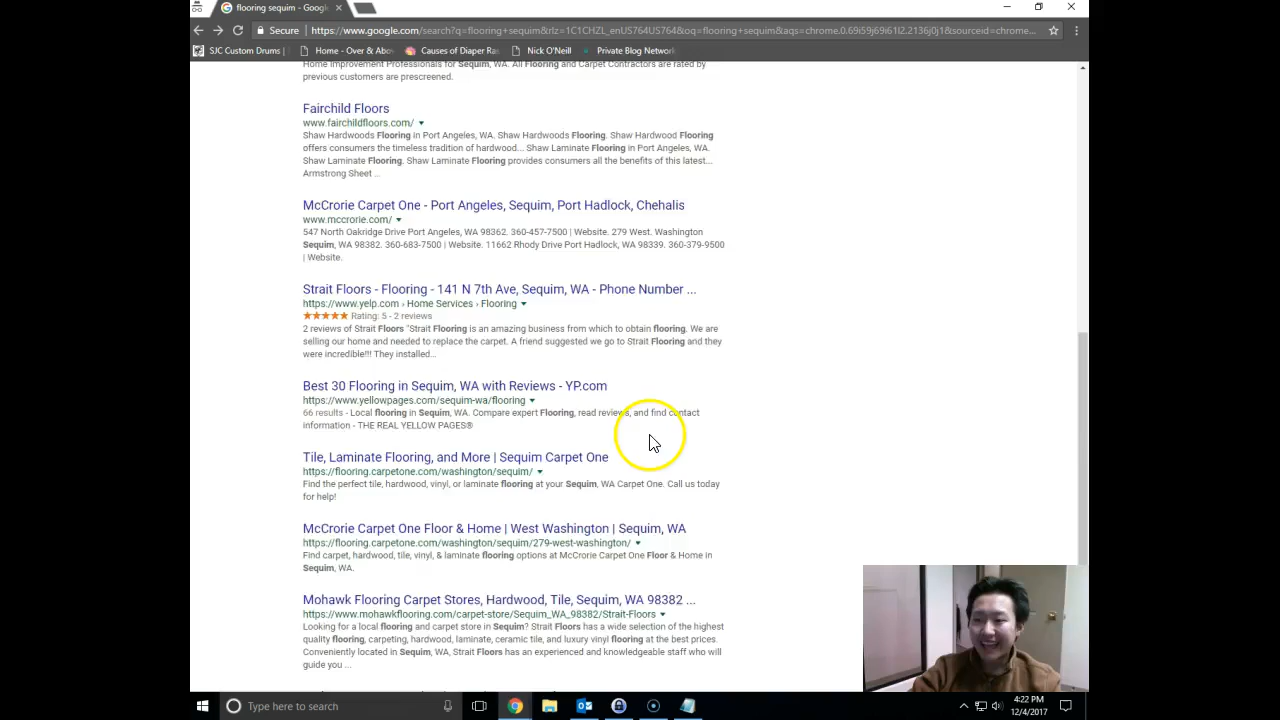 flooring sequim - Google
Secure
https://www.google.com/search?q=flooring+sequim&rlz=1C1CHZL_enUS764US764&oq=flooring+sequim&aqs=chrome.0.69i59j69i61l2.2136j0j1&sourceid=chrome...
SJC Custom Drums
Home - Over & Abov
Causes of Diaper Ras
Nick O'Neill
Private Blog Network
Home Improvement Professionals for Sequim, WA. All Flooring and Carpet Contractors are rated by
previous customers are prescreened.
Fairchild Floors
www.fairchildfloors.com/
Shaw Hardwoods Flooring in Port Angeles, WA. Shaw Hardwoods Flooring. Shaw Hardwood Flooring
offers consumers the timeless tradition of hardwood... Shaw Laminate Flooring in Port Angeles, WA.
Shaw Laminate Flooring. Shaw Laminate Flooring provides consumers all the benefits of this latest...
Armstrong Sheet ...
McCrorie Carpet One - Port Angeles, Sequim, Port Hadlock, Chehalis
www.mccrorie.com/
547 North Oakridge Drive Port Angeles, WA 98362. 360-457-7500 | Website. 279 West. Washington
Sequim, WA 98382. 360-683-7500 | Website. 11662 Rhody Drive Port Hadlock, WA 98339. 360-379-9500
| Website.
Strait Floors - Flooring - 141 N 7th Ave, Sequim, WA - Phone Number ...
https://www.yelp.com › Home Services › Flooring
Rating: 5 - 2 reviews
2 reviews of Strait Floors "Strait Flooring is an amazing business from which to obtain flooring. We are
selling our home and needed to replace the carpet. A friend suggested we go to Strait Flooring and they
were incredible!!! They installed...
Best 30 Flooring in Sequim, WA with Reviews - YP.com
https://www.yellowpages.com/sequim-wa/flooring
66 results - Local flooring in Sequim, WA. Compare expert Flooring, read reviews, and find contact
information - THE REAL YELLOW PAGES®
Tile, Laminate Flooring, and More | Sequim Carpet One
https://flooring.carpetone.com/washington/sequim/
Find the perfect tile, hardwood, vinyl, or laminate flooring at your Sequim, WA Carpet One. Call us today
for help!
McCrorie Carpet One Floor & Home | West Washington | Sequim, WA
https://flooring.carpetone.com/washington/sequim/279-west-washington/
Find carpet, hardwood, tile, vinyl, & laminate flooring options at McCrorie Carpet One Floor & Home in
Sequim, WA.
Mohawk Flooring Carpet Stores, Hardwood, Tile, Sequim, WA 98382 ...
https://www.mohawkflooring.com/carpet-store/Sequim_WA_98382/Strait-Floors
Looking for a local flooring and carpet store in Sequim? Strait Floors has a wide selection of the highest
quality flooring, carpeting, hardwood, laminate, ceramic tile, and luxury vinyl flooring at the best prices.
Conveniently located in Sequim, WA, Strait Floors has an experienced and knowledgeable staff who will
guide you ...
Type here to search
4:22 PM
12/4/2017